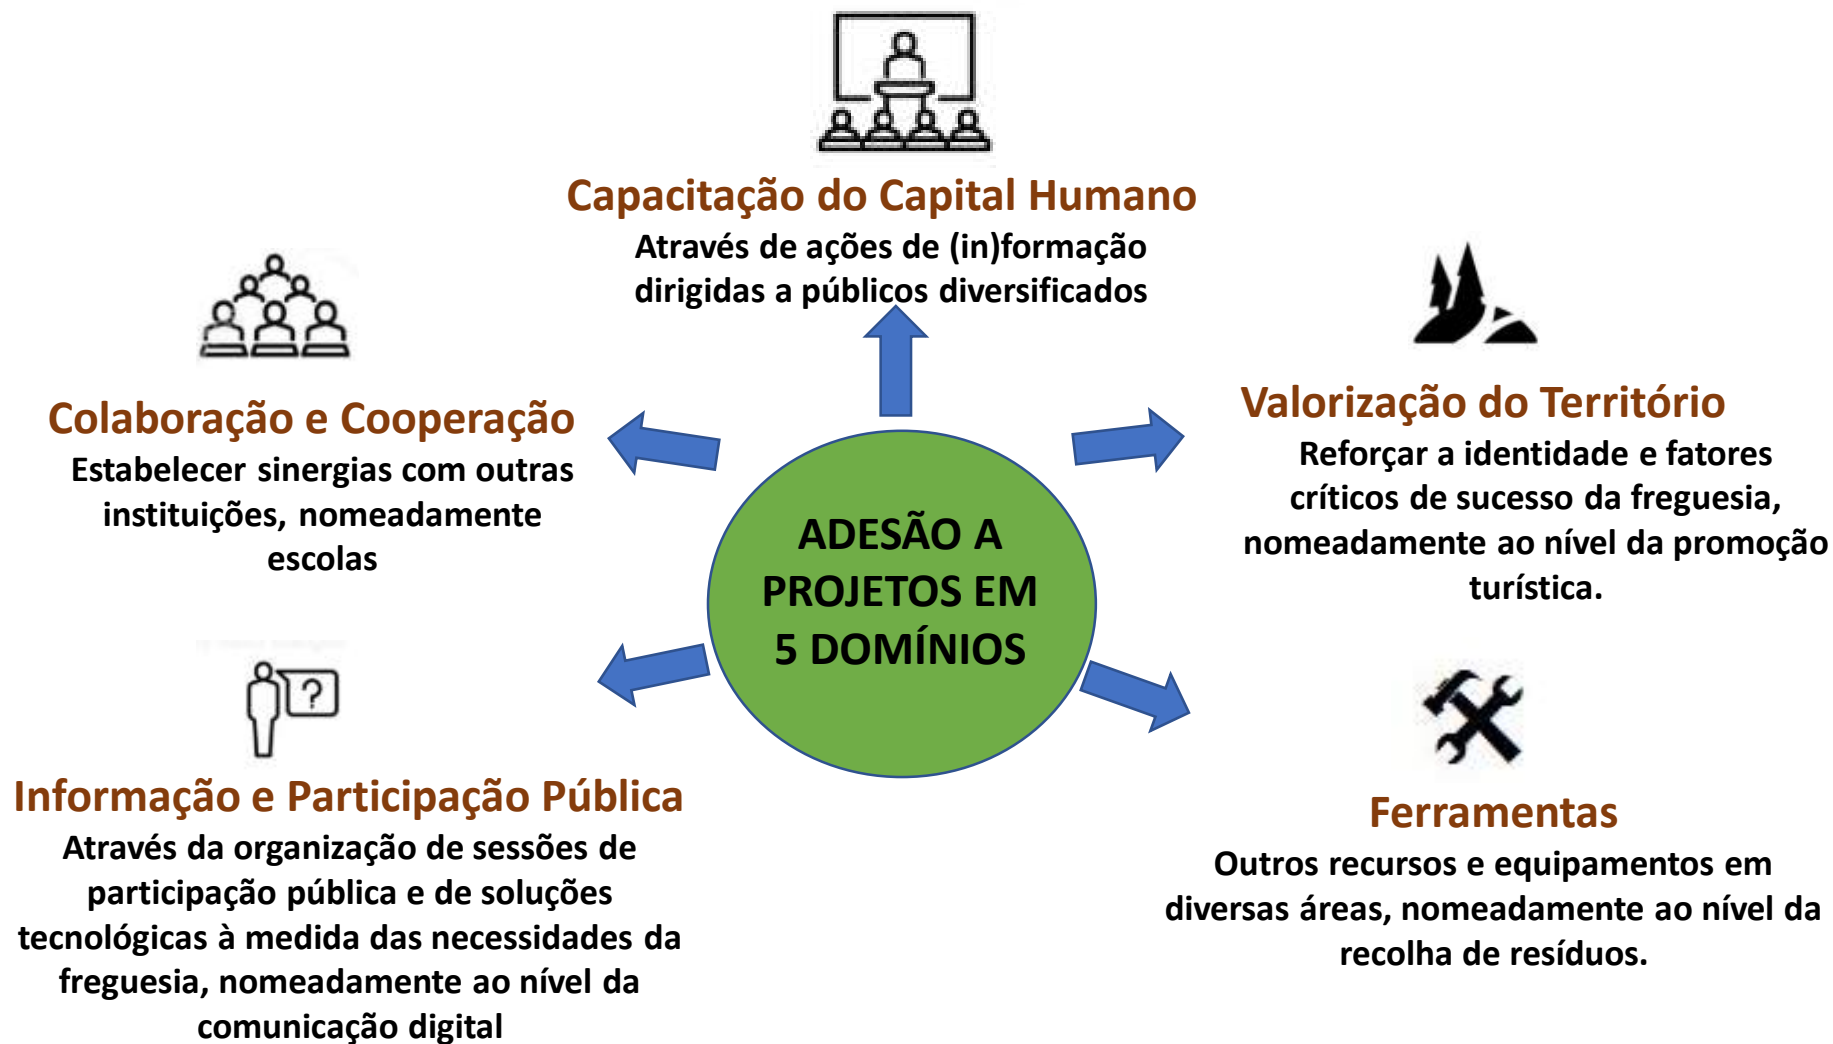 Capacitação do Capital Humano
Através de ações de (in)formação
dirigidas a públicos diversificados
Colaboração e Cooperação
Estabelecer sinergias com outras
instituições, nomeadamente
escolas
Valorização do Território
Reforçar a identidade e fatores
críticos de sucesso da freguesia,
nomeadamente ao nível da promoção
turística.
ADESÃO A
PROJETOS EM
5 DOMÍNIOS
?
Informação e Participação Pública
Através da organização de sessões de
participação pública e de soluções
tecnológicas à medida das necessidades da
freguesia, nomeadamente ao nível da
comunicação digital
Ferramentas
Outros recursos e equipamentos em
diversas áreas, nomeadamente ao nível da
recolha de resíduos.